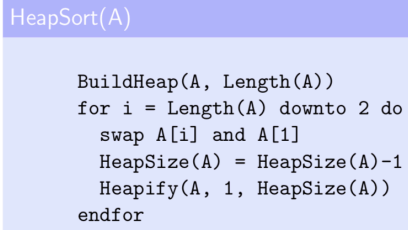 HeapSort(A)
BuildHeap(A, Length(A))
for i = Length(A) downto 2 do
swap A[i] and A[1]
HeapSize(A) = HeapSize(A)-1
Heapify(A, 1, HeapSize(A))
endfor